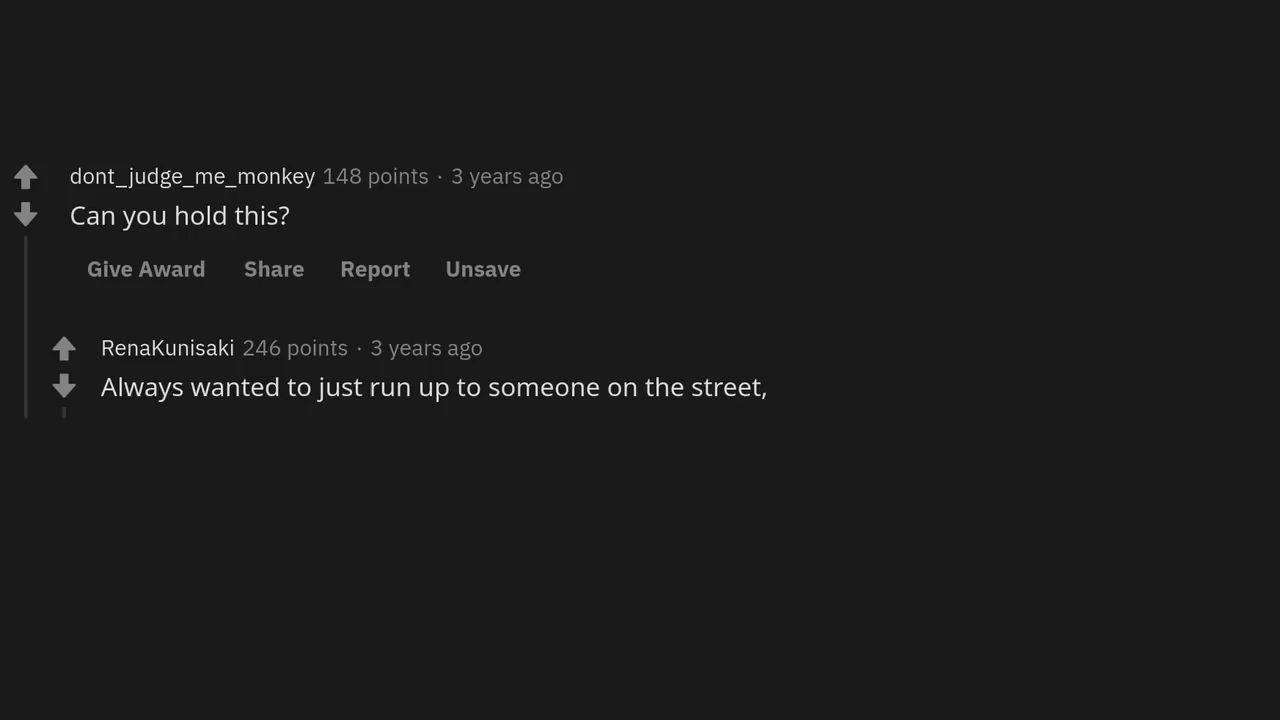 dont_judge_me_monkey 148 points · 3 years ago
Can you hold this?
Give Award Share Report Unsave
RenaKunisaki 246 points · 3 years ago
Always wanted to just run up to someone on the street,